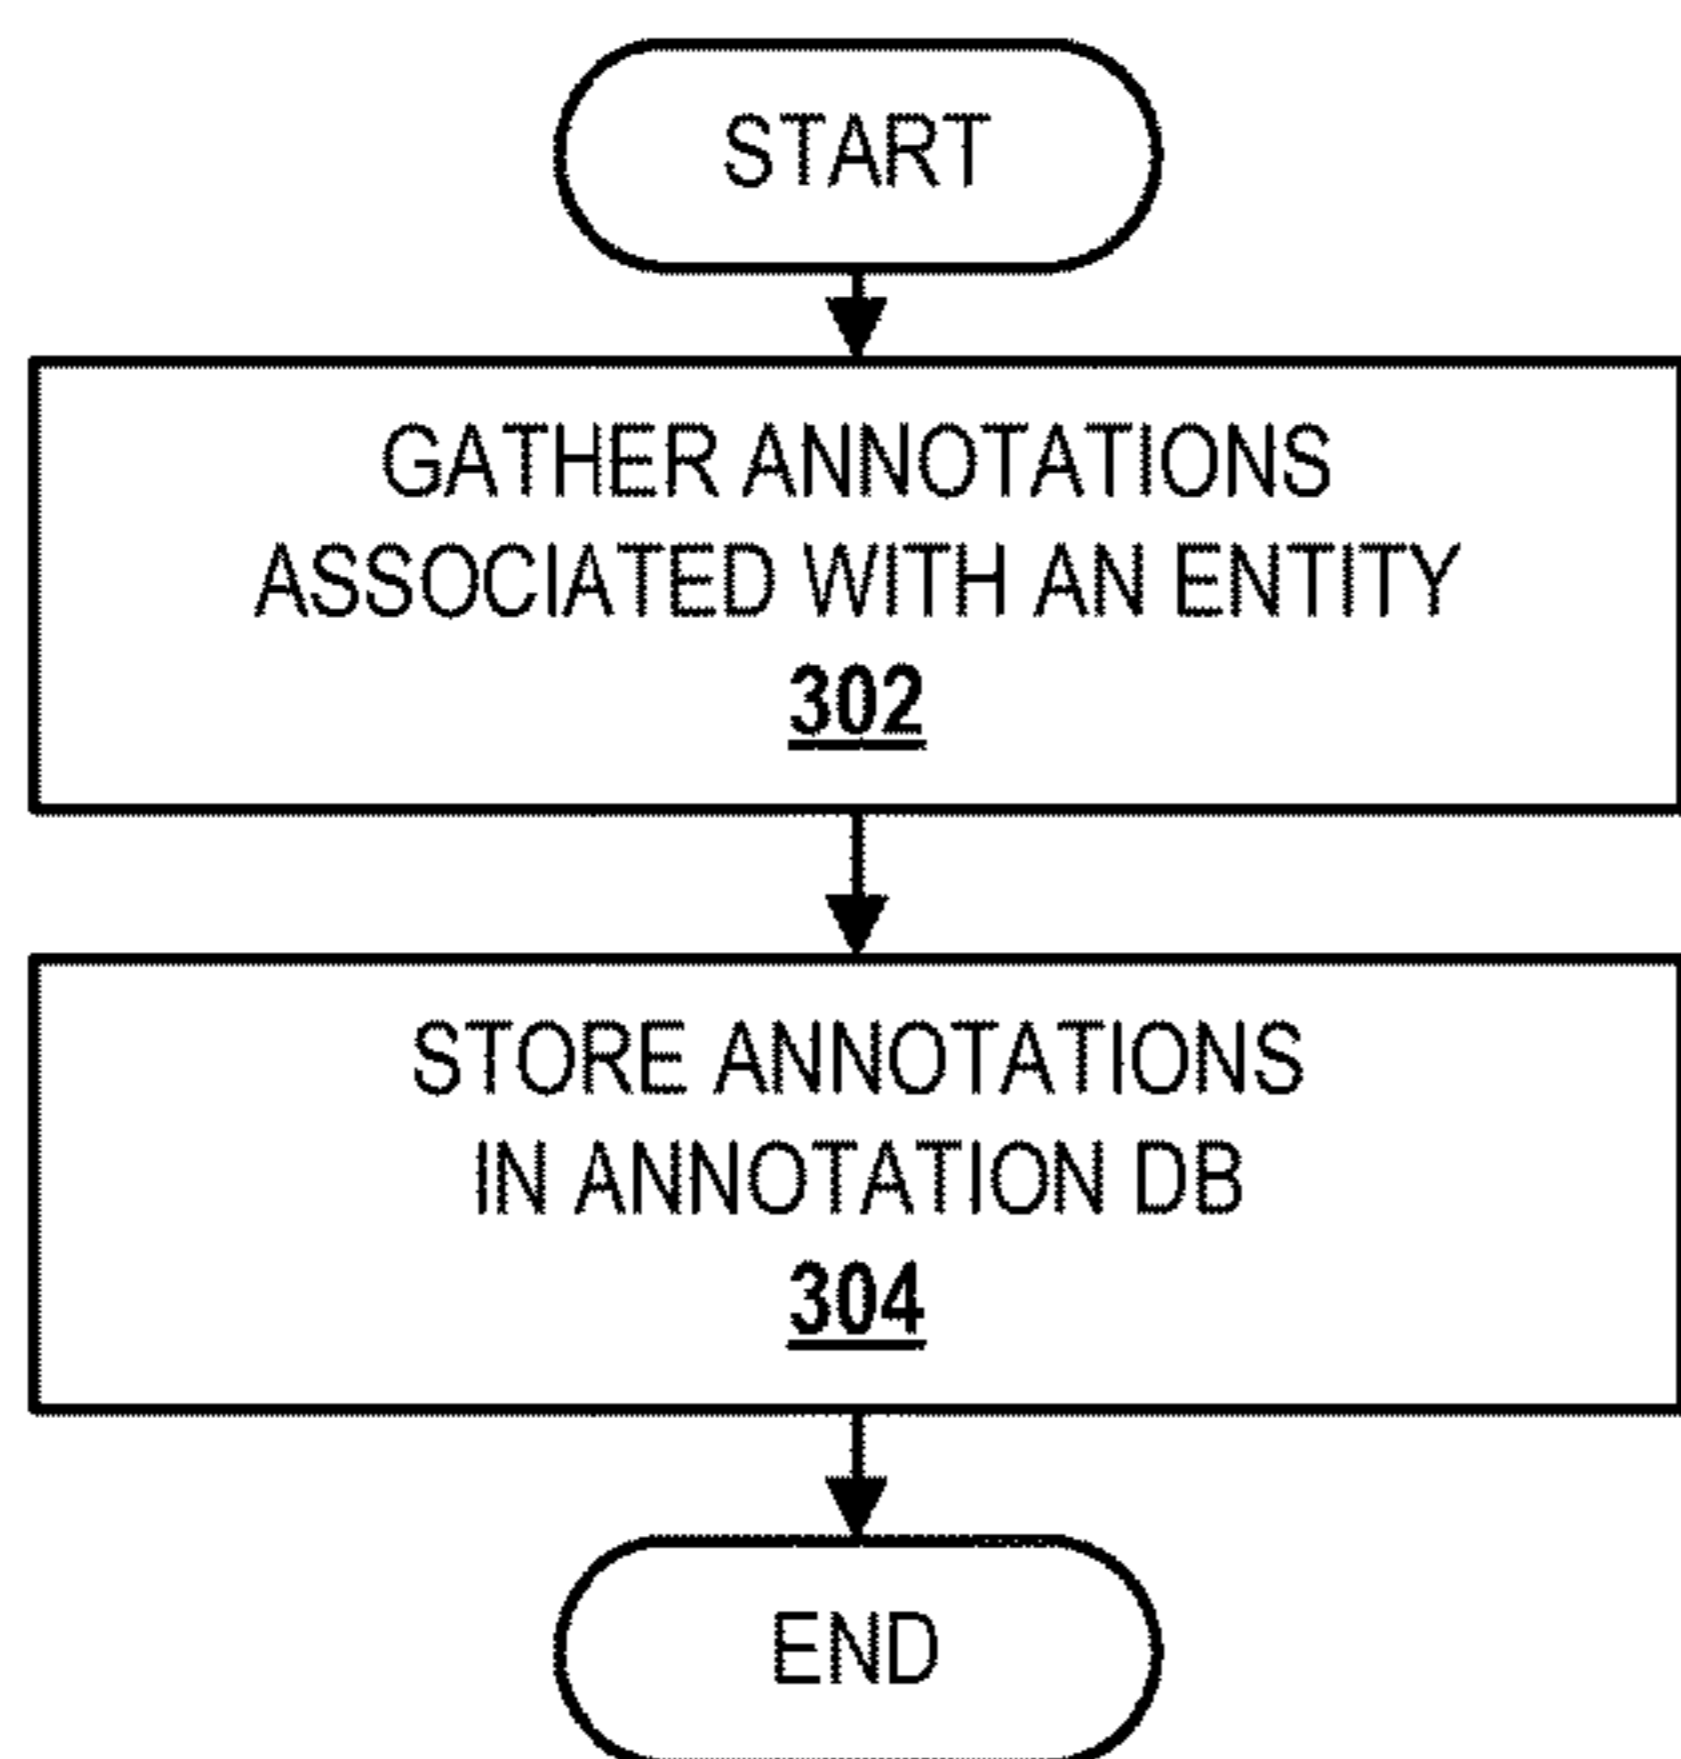 START
GATHER ANNOTATIONS
ASSOCIATED WITH AN ENTITY
302
STORE ANNOTATIONS
IN ANNOTATION DB
304
END